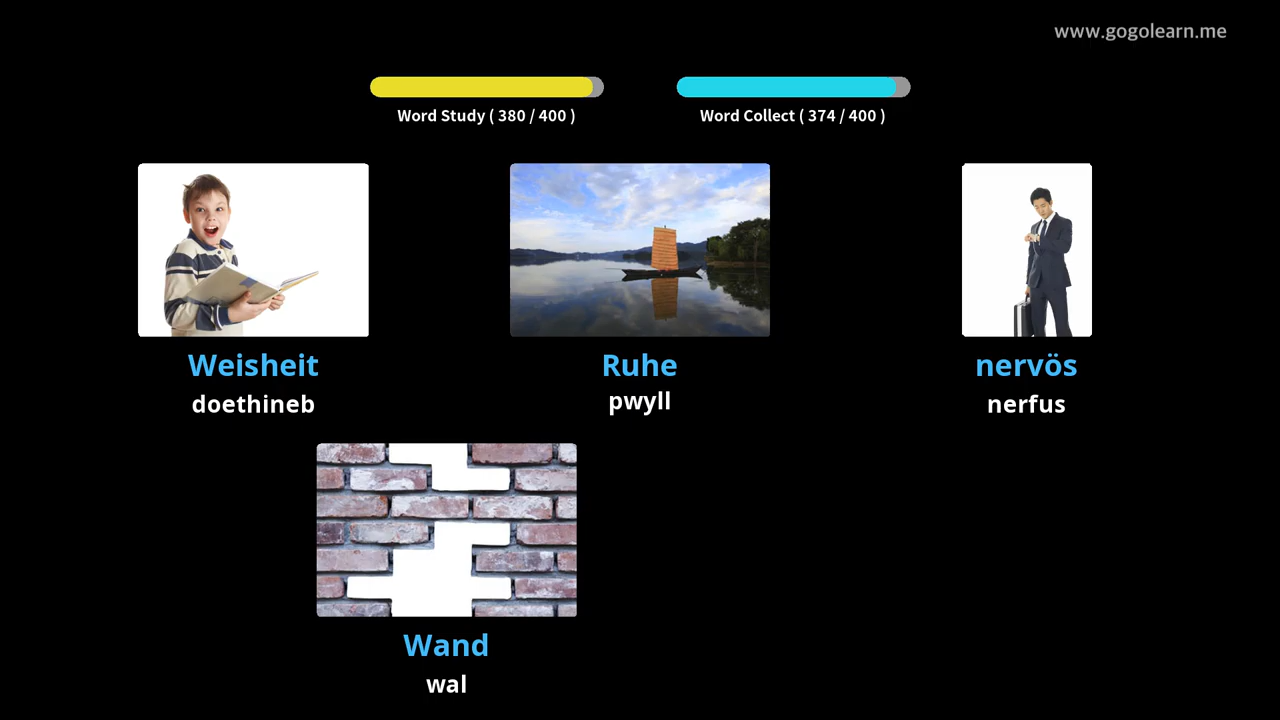 www.gogolearn.me
Word Study ( 380 / 400 )
Word Collect ( 374 / 400 )
Weisheit
doethineb
Ruhe
pwyll
nervös
nerfus
Wand
wal